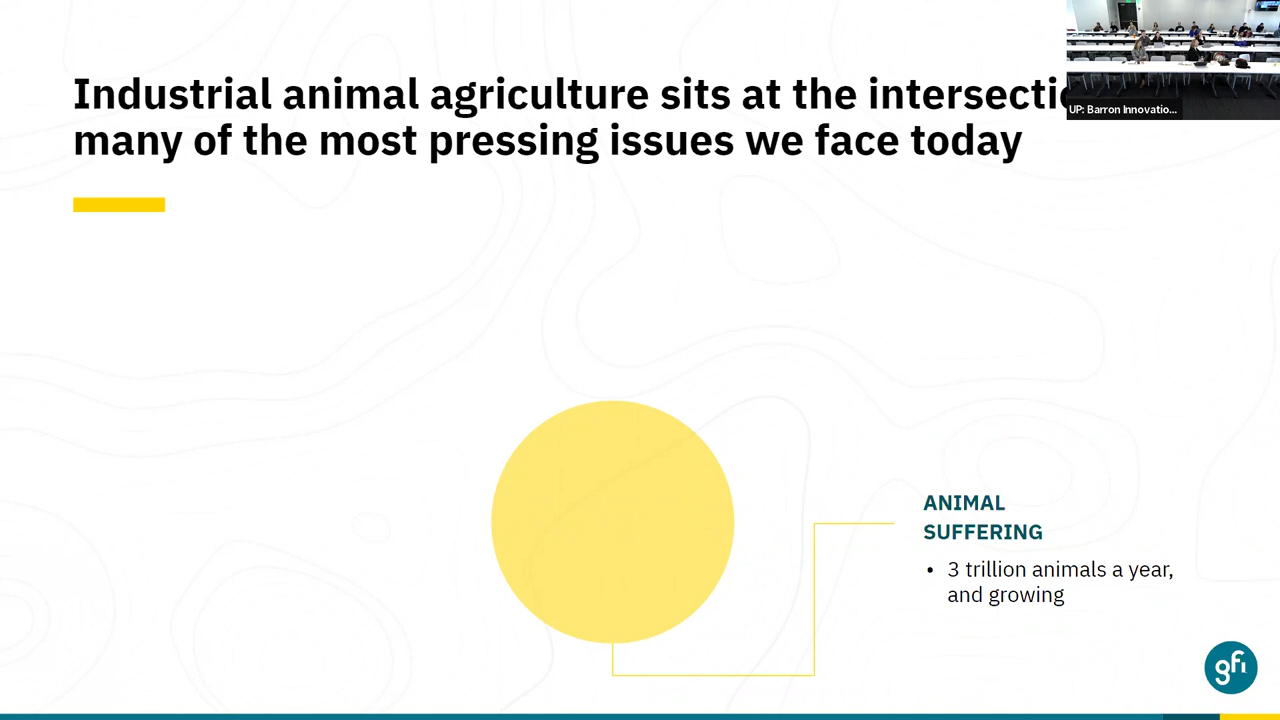 Industrial animal agriculture sits at the intersectio
many of the most pressing issues we face today
UP: Barron Innovatio...
ANIMAL
SUFFERING
• 3 trillion animals a year,
and growing
gfi